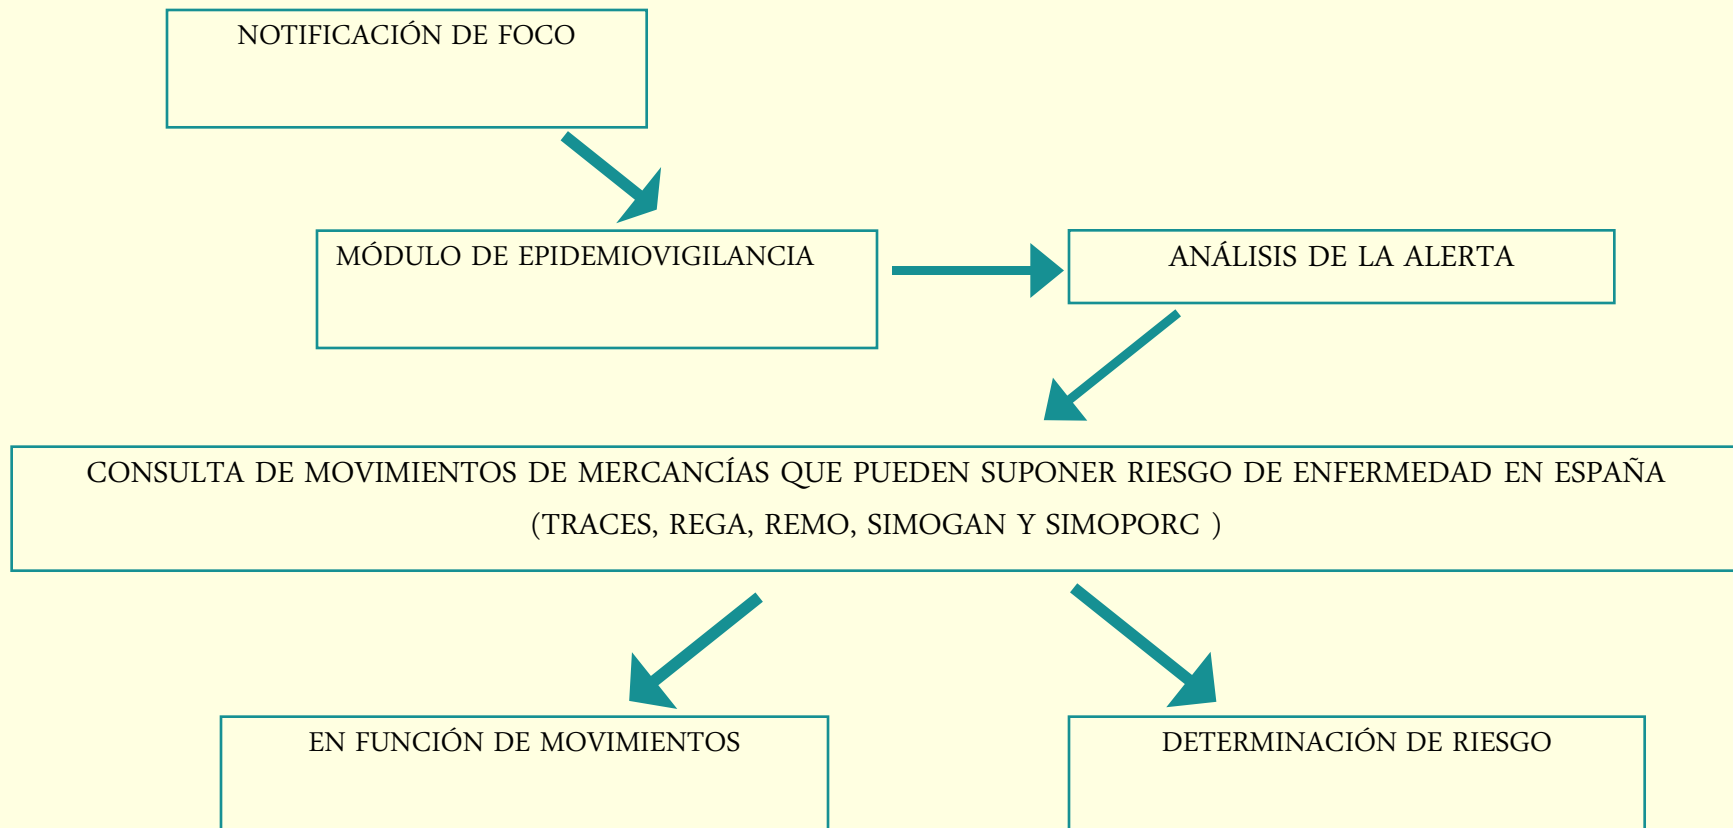 NOTIFICACIÓN DE FOCO
MÓDULO DE EPIDEMIOVIGILANCIA
ANÁLISIS DE LA ALERTA
CONSULTA DE MOVIMIENTOS DE MERCANCÍAS QUE PUEDEN SUPONER RIESGO DE ENFERMEDAD EN ESPAÑA
(TRACES, REGA, REMO, SIMOGAN Y SIMOPORC )
EN FUNCIÓN DE MOVIMIENTOS
DETERMINACIÓN DE RIESGO